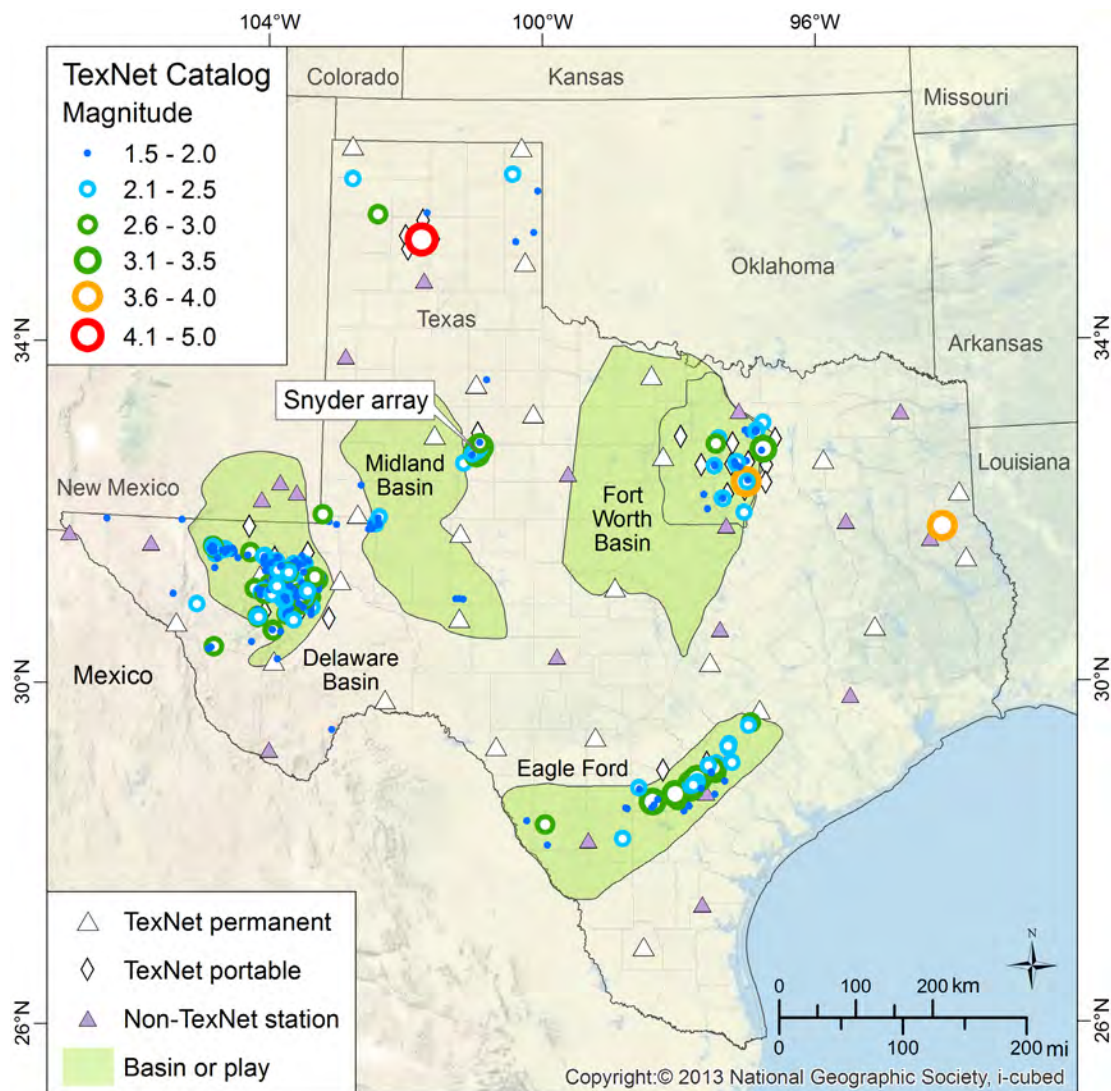 104°W
100°W
96°W
TexNet Catalog
Magnitude
1.5 - 2.0
2.1 - 2.5
2.6 - 3.0
3.1 - 3.5
3.6 - 4.0
4.1 - 5.0
Colorado
Kansas
Missouri
Oklahoma
Texas
34°N
34°N
Arkansas
Snyder array
Louisiana
Midland
Basin
New Mexico
Fort
Worth
Basin
Delaware
Basin
Mexico
30°N
30°N
Eagle Ford
TexNet permanent
TexNet portable
Non-TexNet station
Basin or play
N
0 100 200 km
0 100 200 mi
26°N
26°N
Copyright:© 2013 National Geographic Society, i-cubed